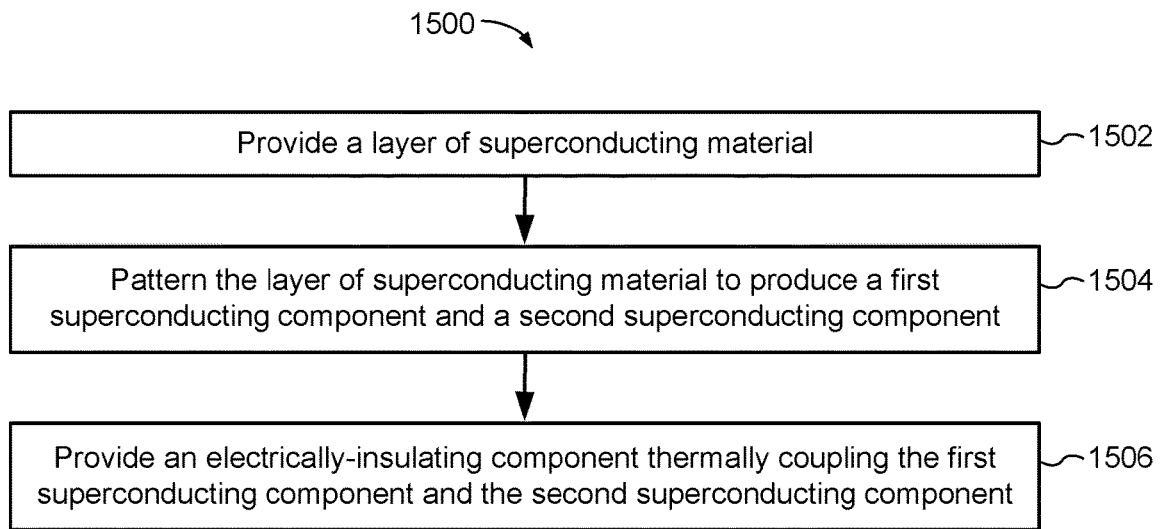 1500
Provide a layer of superconducting material
1502
Pattern the layer of superconducting material to produce a first
superconducting component and a second superconducting component
1504
Provide an electrically-insulating component thermally coupling the first
superconducting component and the second superconducting component
1506